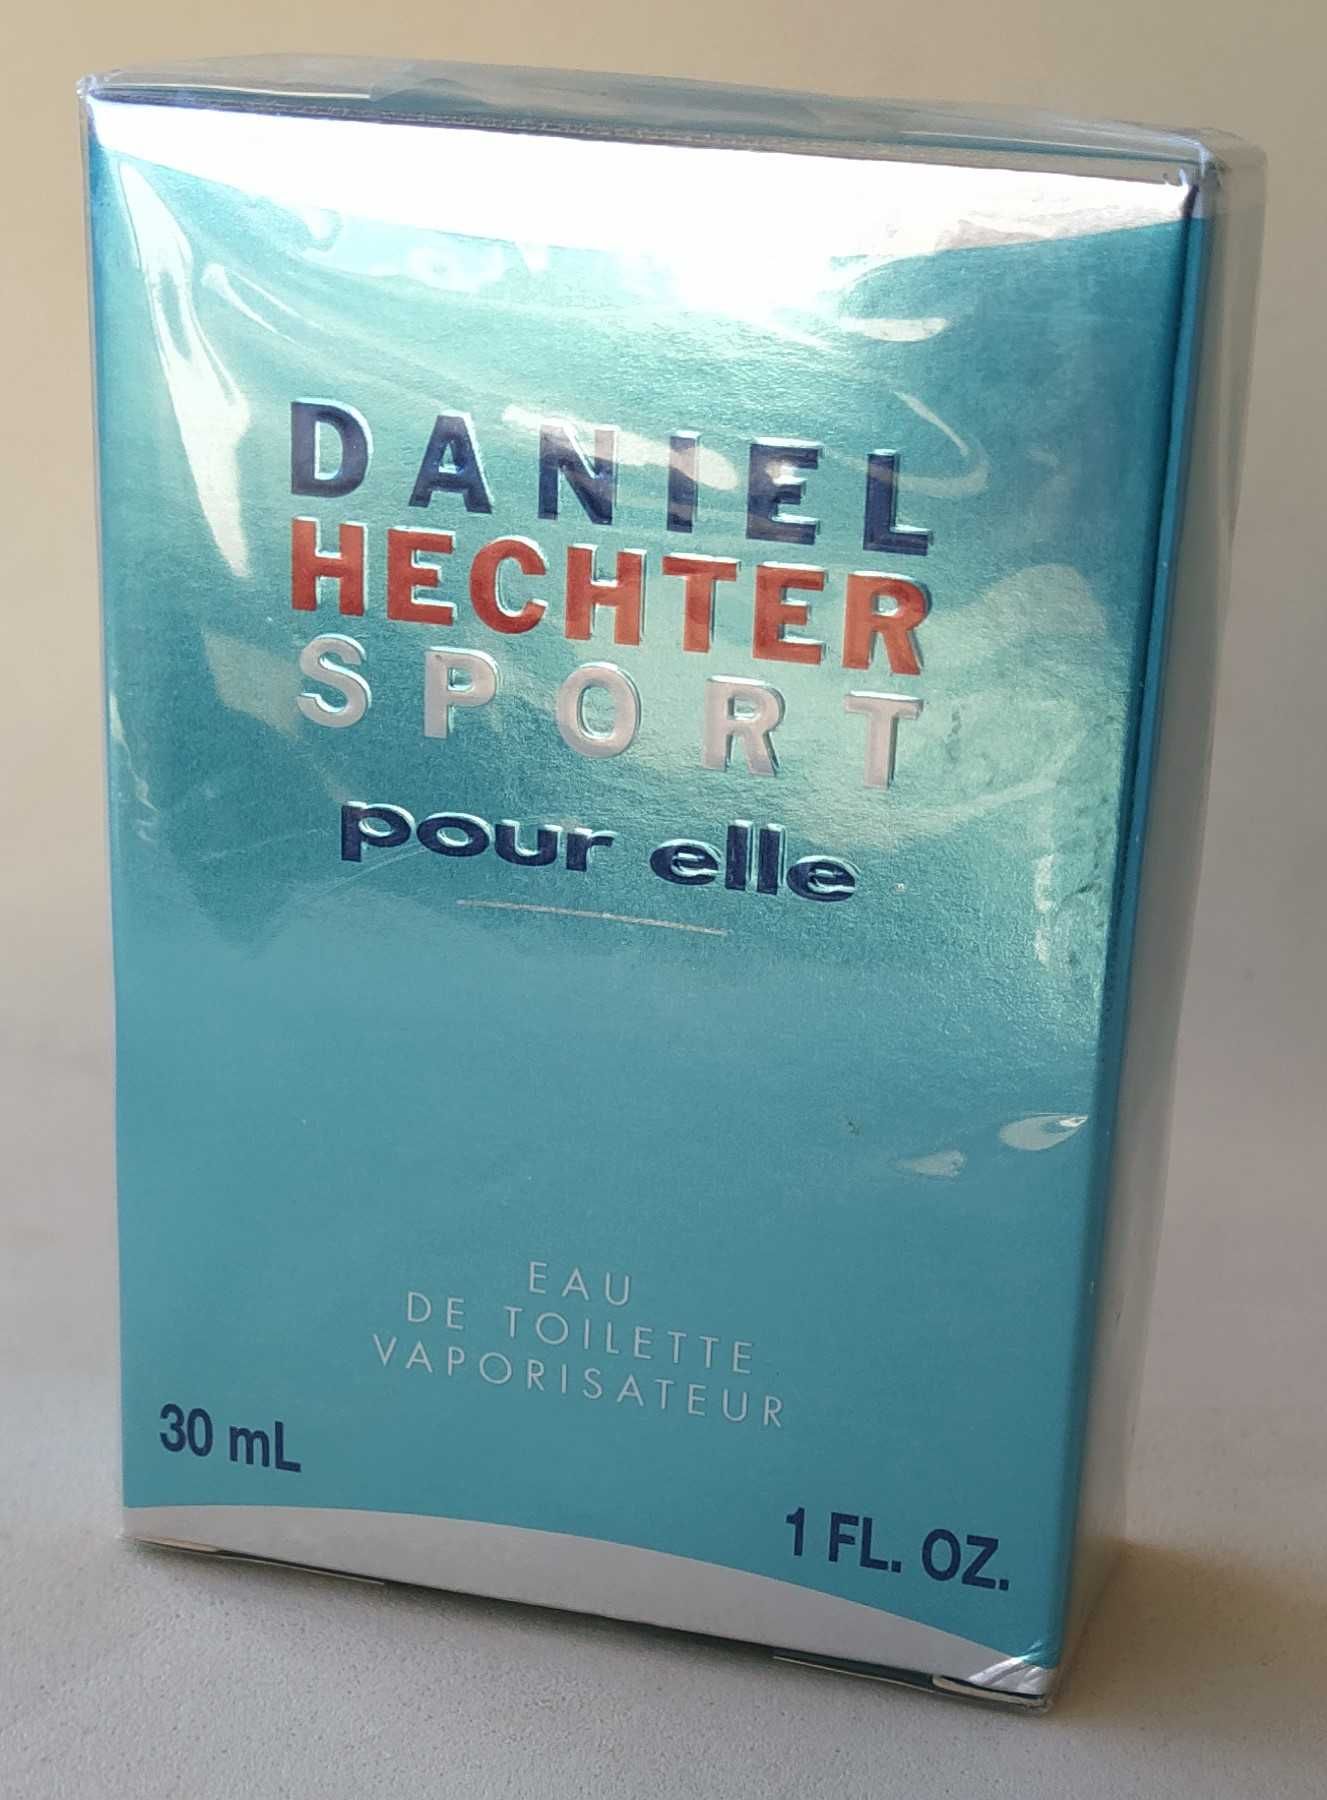 DANIEL
HECHTER
SPORT
pour elle
EAU
DE TOILETTE
VAPORISATEUR
30 mL
1 FL. OZ.